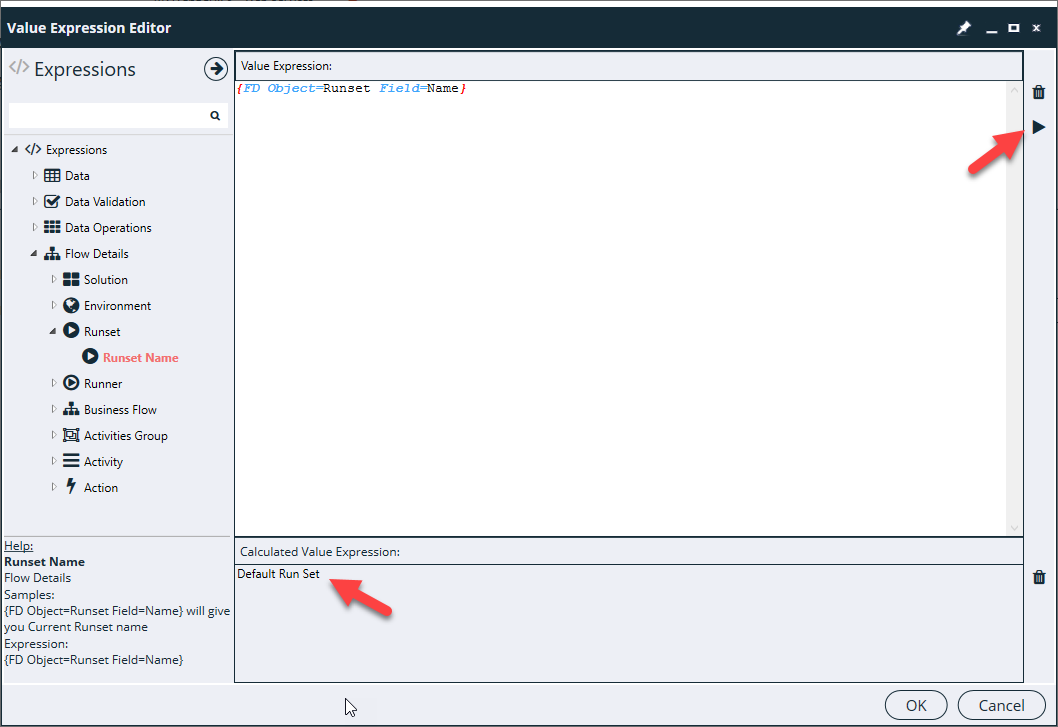 Value Expression Editor
Expressions
Value Expression:
{FD Object=Runset Field=Name}
Expressions
Data
Data Validation
Data Operations
Flow Details
Solution
Environment
Runset
Runset Name
Runner
Business Flow
Activities Group
Activity
Action
Help:
Runset Name
Flow Details
Samples:
{FD Object=Runset Field=Name} will give
you Current Runset name
Expression:
{FD Object=Runset Field=Name}
Calculated Value Expression:
Default Run Set
OK
Cancel